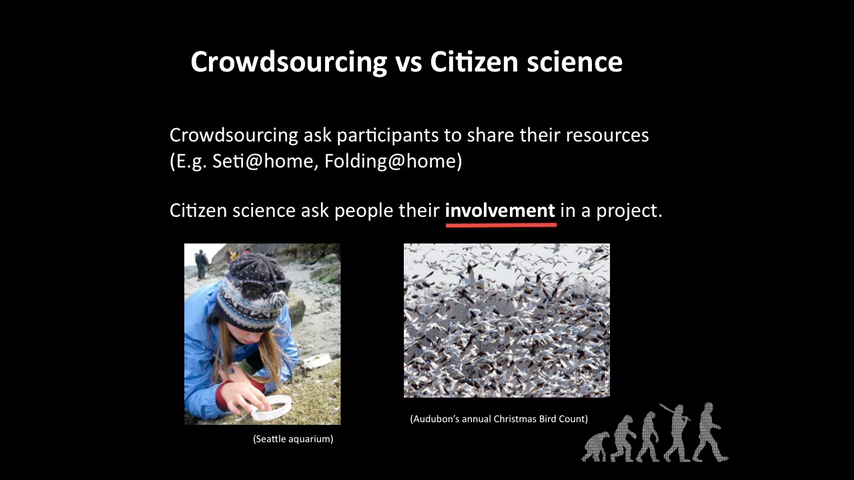 Crowdsourcing vs Citizen science
Crowdsourcing ask participants to share their resources
(E.g. Seti@home, Folding@home)
Citizen science ask people their involvement in a project.
(Seattle aquarium)
(Audubon's annual Christmas Bird Count)